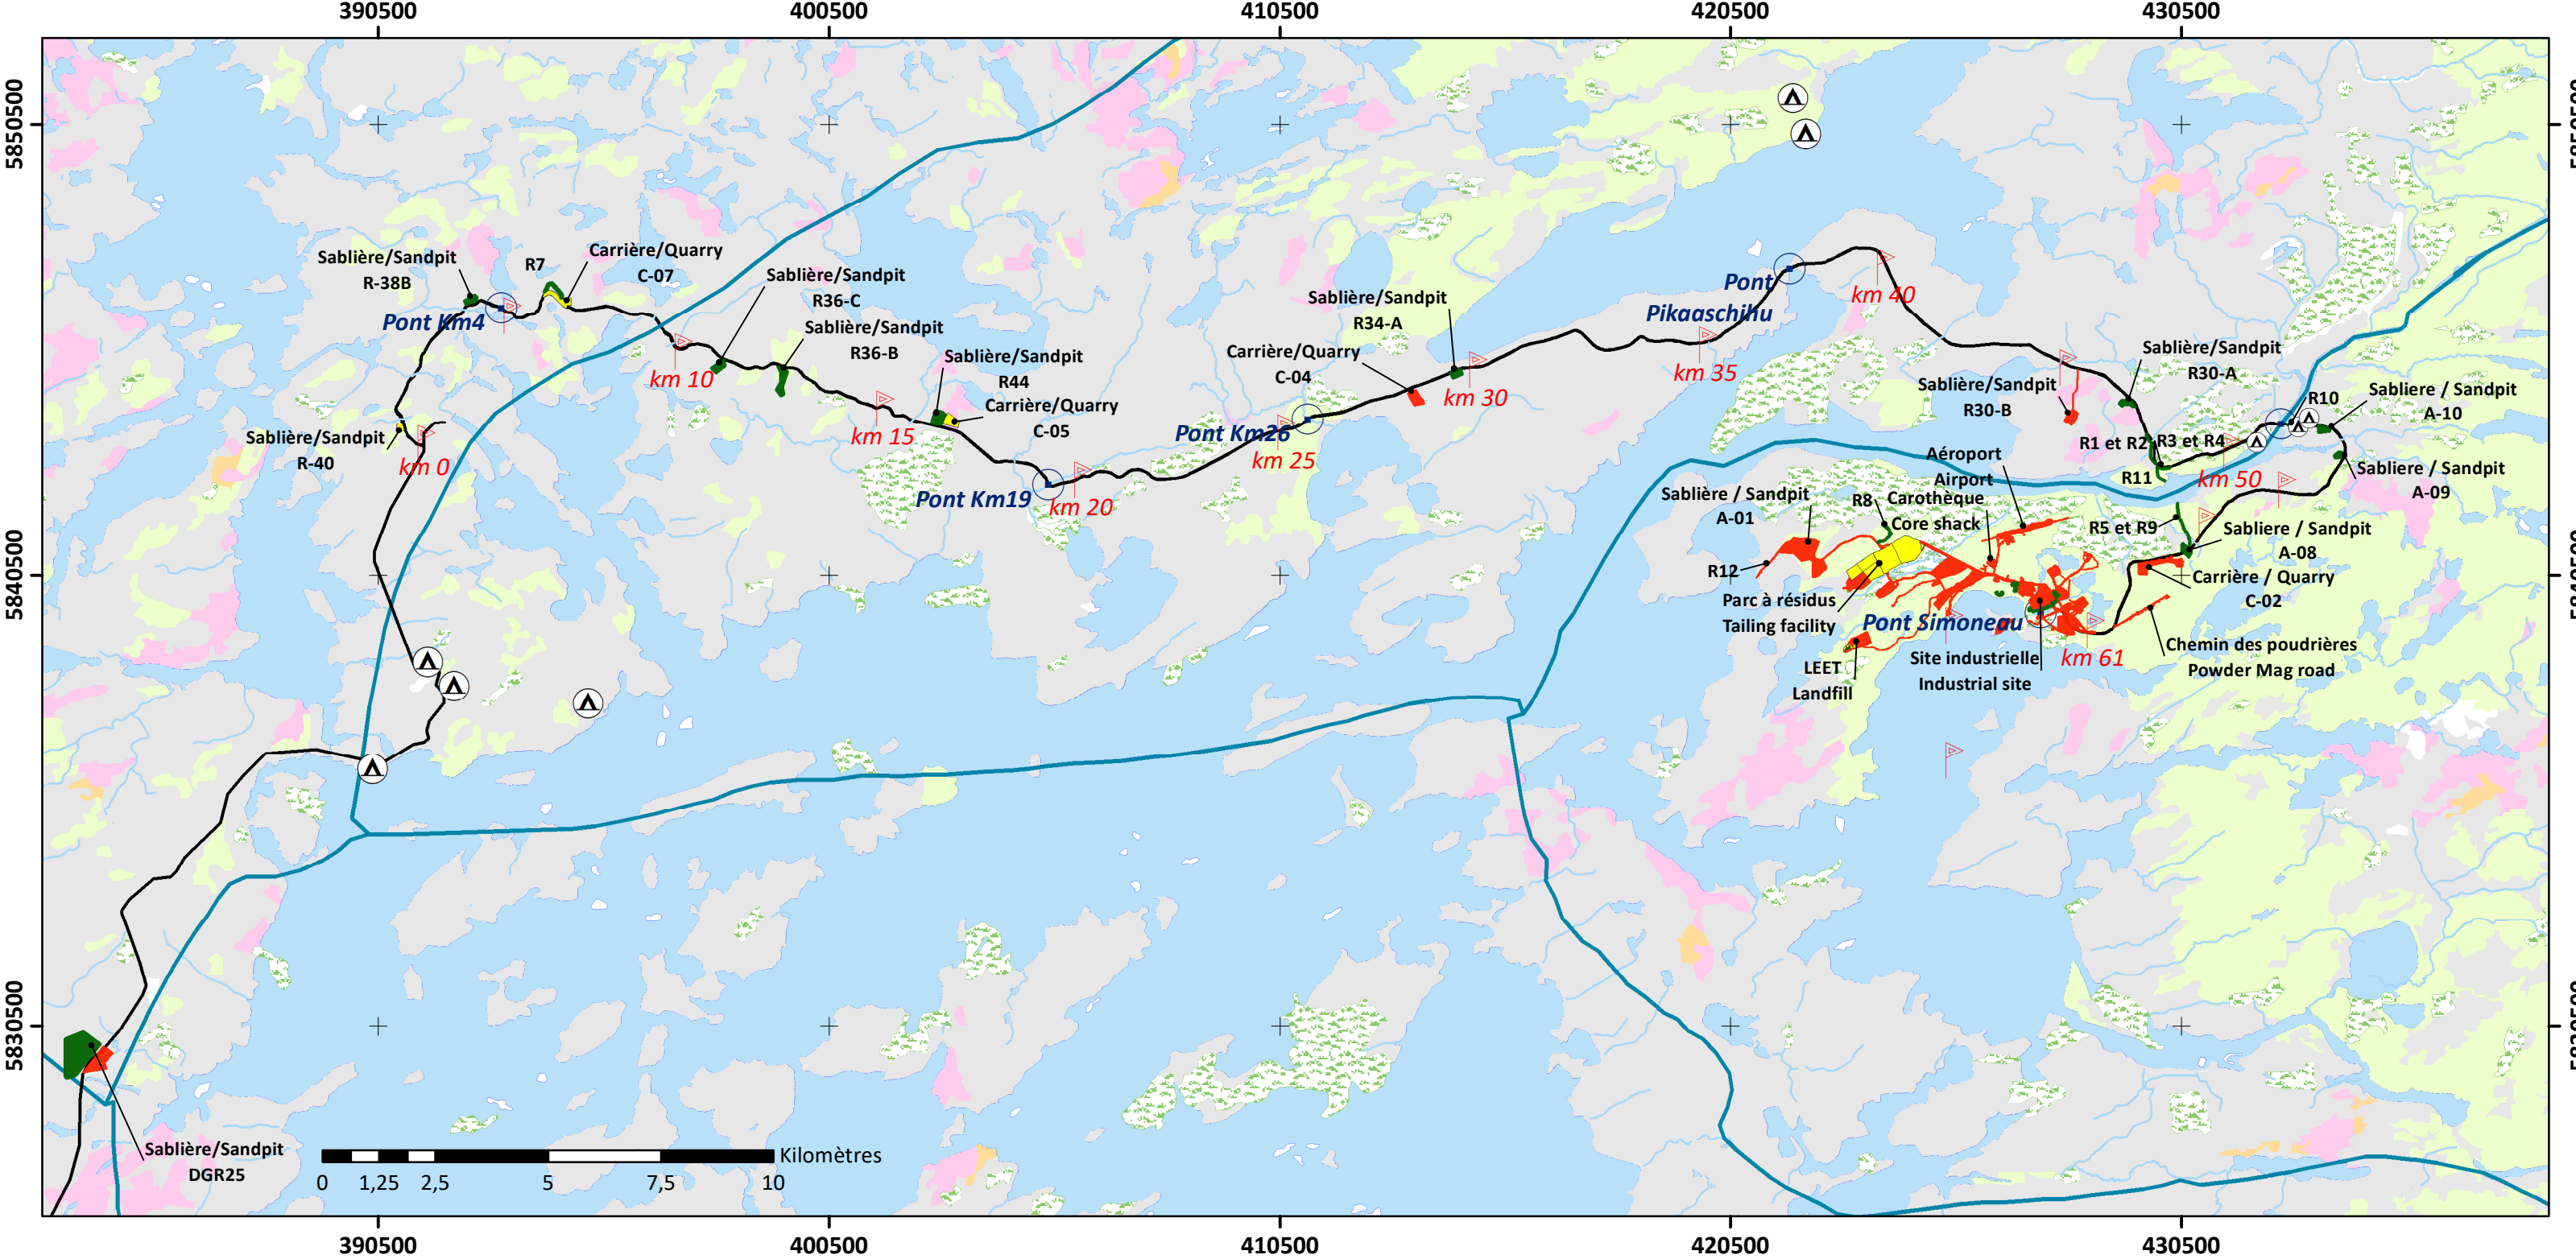 390500
400500
410500
420500
430500
5850500
5840500
5830500
Sablière/Sandpit
R-38B
R7
Carrière/Quarry
C-07
Pont Km4
Sablière/Sandpit
R36-C
Sablière/Sandpit
R36-B
km 10
Sablière/Sandpit
R44
Carrière/Quarry
C-05
km 15
Sablière/Sandpit
R-40
km 0
Pont Km19
km 20
Sablière/Sandpit
R34-A
Carrière/Quarry
C-04
km 30
Pont Km26
km 25
Pont
Pikaaschihu
km 35
km 40
Sablière/Sandpit
R30-A
Sablière/Sandpit
R30-B
R10
Sabliere / Sandpit
A-10
R1 et R2
R3 et R4
R11
km 50
Sabliere / Sandpit
A-09
Aéroport
Airport
Sablière / Sandpit
A-01
R8
Carothèque
Core shack
R5 et R9
Sabliere / Sandpit
A-08
R12
Carrière / Quarry
C-02
Parc à résidus
Tailing facility
Pont Simoneau
Chemin des poudrières
Powder Mag road
LEET
Landfill
Site industrielle
Industrial site
km 61
Sablière/Sandpit
DGR25
Kilomètres
0 1,25 2,5 5 7,5 10
390500
400500
410500
420500
430500